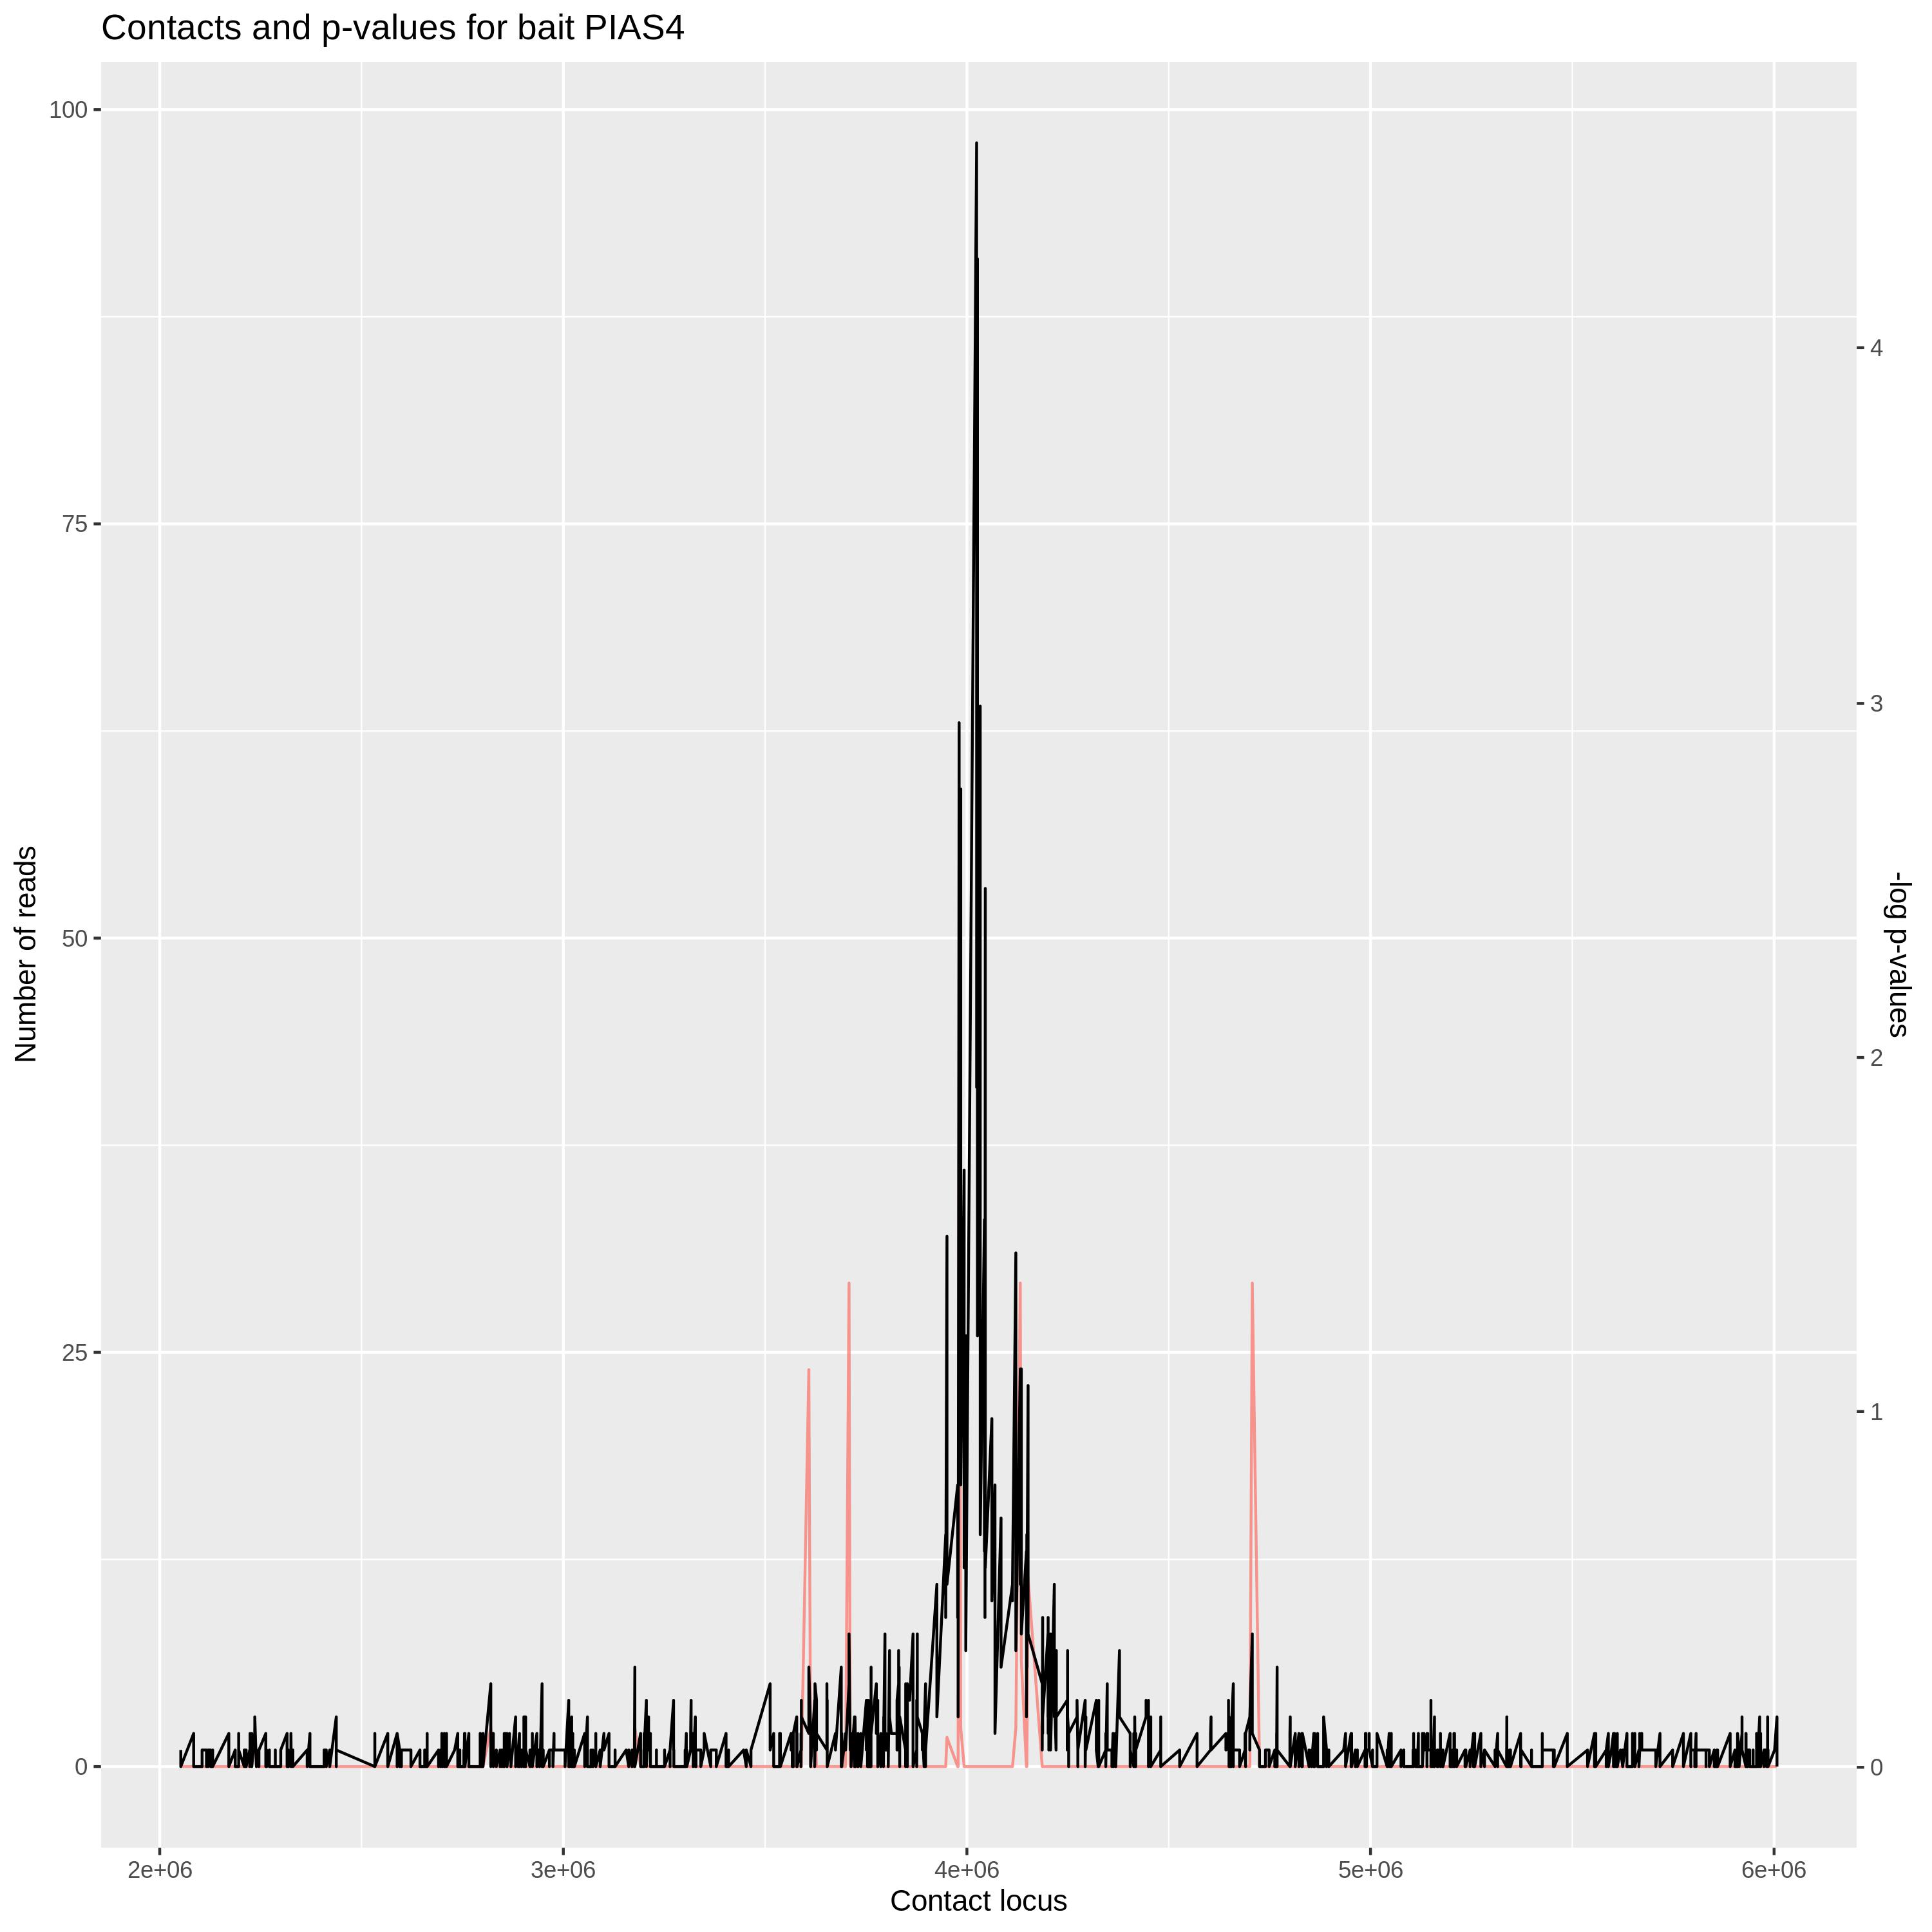 Contacts and p-values for bait PIAS4
100
75
50
25
0
Number of reads
4
3
2
1
0
-log p-values
2e+06
3e+06
4e+06
5e+06
6e+06
Contact locus